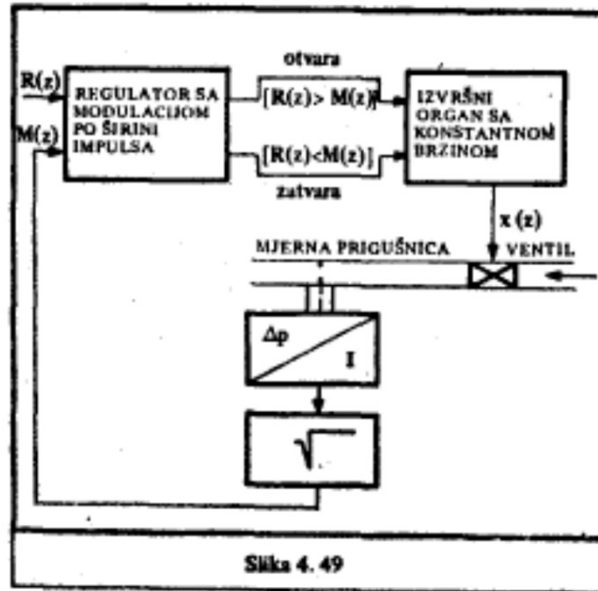 otvara
R(z)
REGULATOR SA
MODULACIJOM
PO ŠIRINI
IMPULSA
M(z)
[R(z)> M(z)]
[R(z)<M(z)]
zatvara
IZVRŠNI
ORGAN SA
KONSTANTNOM
BRZINOM
x (z)
MJERNA PRIGUŠNICA
VENTIL
Δp
I
√
Slika 4. 49